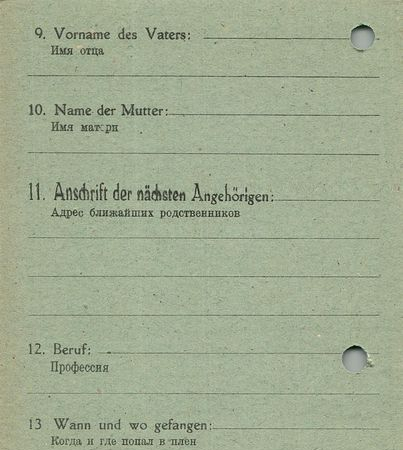 9. Vorname des Vaters:
Имя отца
10. Name der Mutter:
Имя матери
11. Anschrift der nächsten Angehörigen:
Адрес ближайших родственников
12. Beruf:
Профессия
13 Wann und wo gefangen:
Когда и где попал в плен